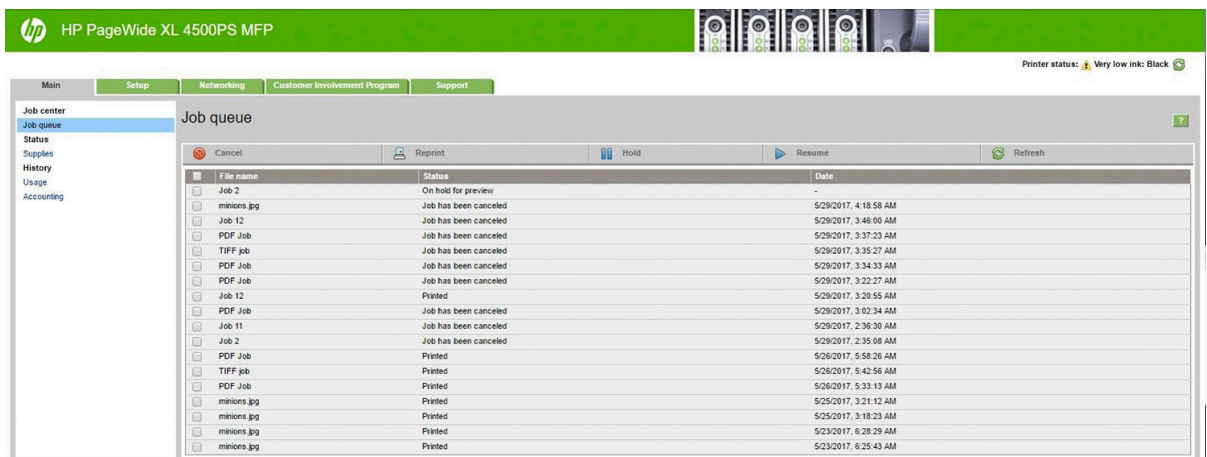 hp HP PageWide XL 4500PS MFP
Printer status: Very low ink: Black
Main Setup Networking Customer Involvement Program Support
Job center
Job queue
Status
Supplies
History
Usage
Accounting
Job queue
?
Cancel Reprint Hold Resume Refresh
File name Status Date
Job 2 On hold for preview -
minions.jpg Job has been canceled 5/29/2017, 4:18:58 AM
Job 12 Job has been canceled 5/29/2017, 3:46:00 AM
PDF Job Job has been canceled 5/29/2017, 3:37:23 AM
TIFF job Job has been canceled 5/29/2017, 3:35:27 AM
PDF Job Job has been canceled 5/29/2017, 3:34:33 AM
PDF Job Job has been canceled 5/29/2017, 3:22:27 AM
Job 12 Printed 5/29/2017, 3:20:55 AM
PDF Job Job has been canceled 5/29/2017, 3:02:34 AM
Job 11 Job has been canceled 5/29/2017, 2:36:30 AM
Job 2 Job has been canceled 5/29/2017, 2:35:08 AM
PDF Job Printed 5/26/2017, 5:58:26 AM
TIFF job Printed 5/26/2017, 5:42:56 AM
PDF Job Printed 5/26/2017, 5:33:13 AM
minions.jpg Printed 5/25/2017, 3:21:12 AM
minions.jpg Printed 5/25/2017, 3:18:23 AM
minions.jpg Printed 5/23/2017, 6:28:29 AM
minions.jpg Printed 5/23/2017, 6:25:43 AM